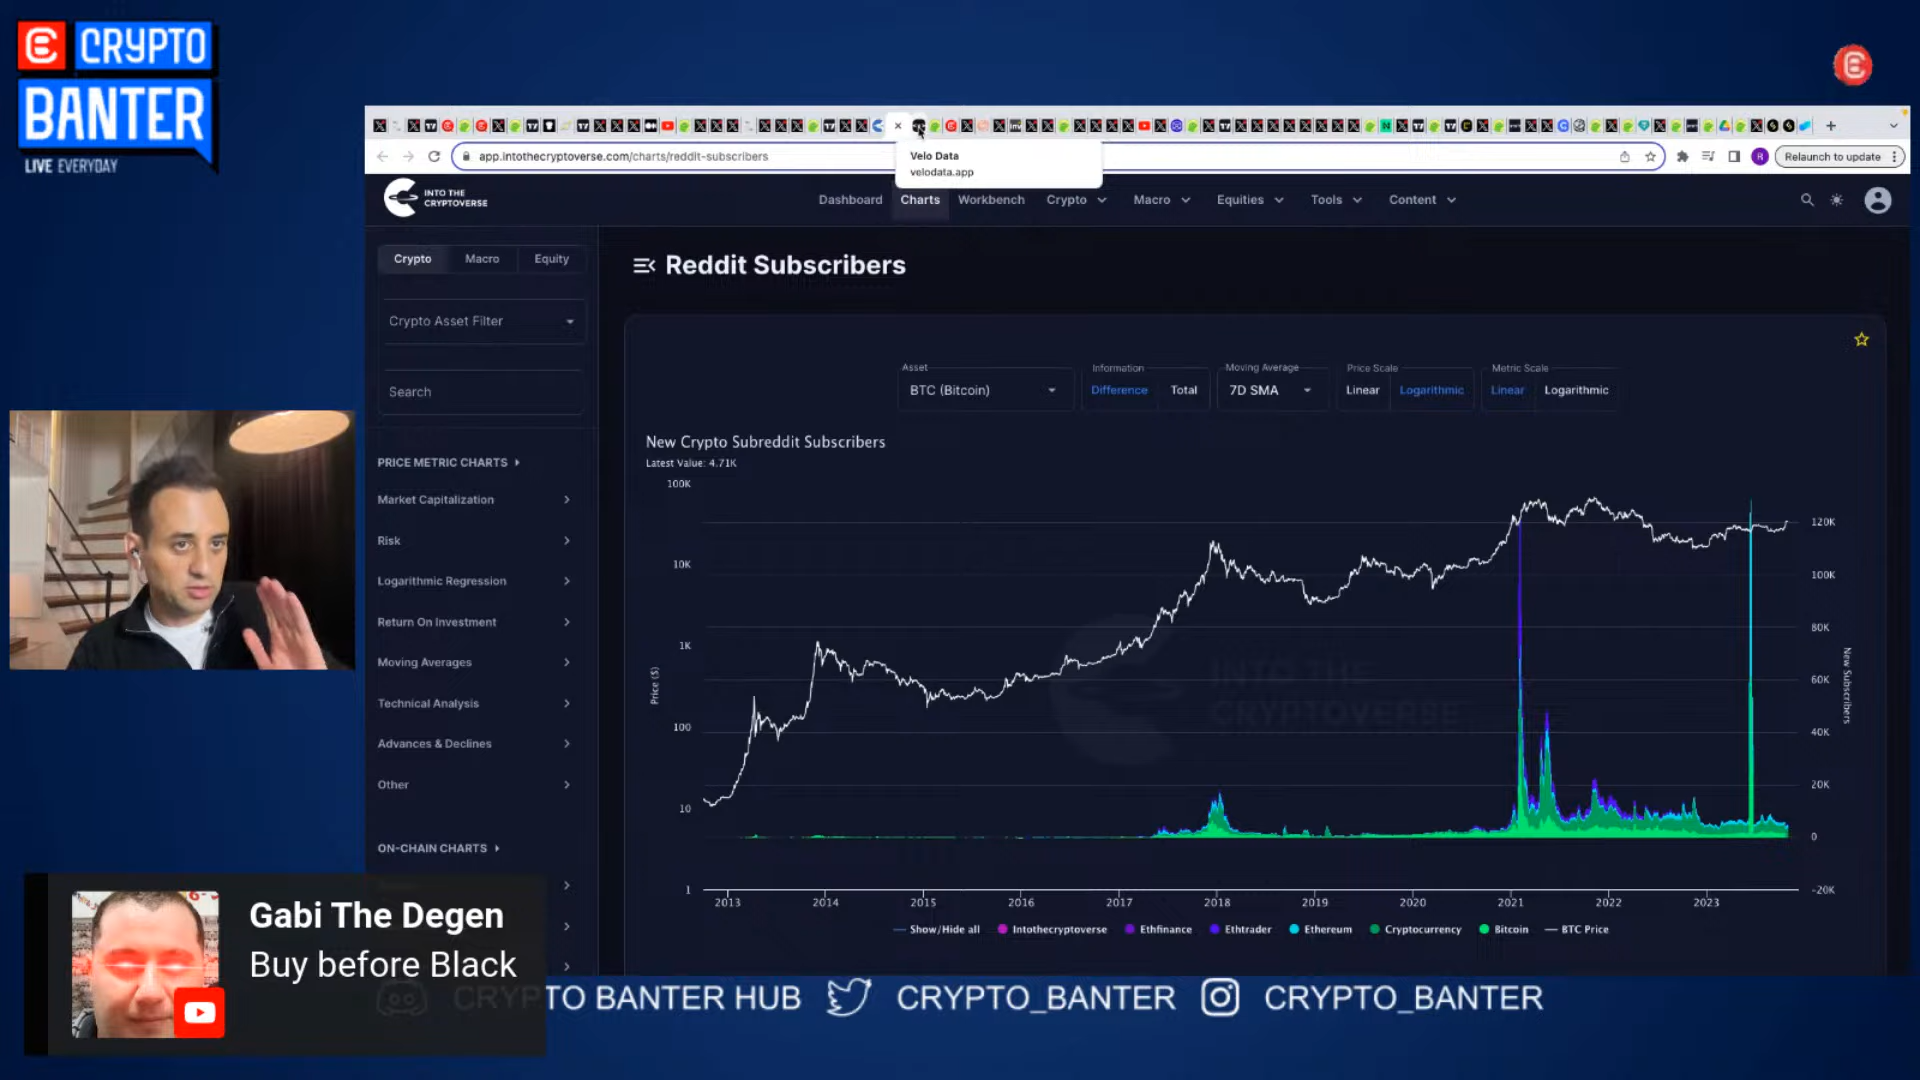 CRYPTO
BANTER
LIVE EVERYDAY
app.intothecryptoverse.com/charts/reddit-subscribers
Velo Data
velodata.app
Relaunch to update
INTO THE
CRYPTOVERSE
Dashboard Charts Workbench Crypto Macro Equities Tools Content
Crypto Macro Equity
Crypto Asset Filter
Search
PRICE METRIC CHARTS
Market Capitalization
Risk
Logarithmic Regression
Return On Investment
Moving Averages
Technical Analysis
Advances & Declines
Other
ON-CHAIN CHARTS
Reddit Subscribers
Asset
BTC (Bitcoin)
Information
Difference Total
Moving Average
7D SMA
Price Scale
Linear Logarithmic
Metric Scale
Linear Logarithmic
New Crypto Subreddit Subscribers
Latest Value: 4.71K
100K
10K
1K
100
10
1
Price ($)
120K
100K
80K
60K
40K
20K
0
-20K
New Subscribers
INTO THE
CRYPTOVERSE
2013 2014 2015 2016 2017 2018 2019 2020 2021 2022 2023
Show/Hide all Intothecryptoverse Ethfinance Ethtrader Ethereum Cryptocurrency Bitcoin BTC Price
Gabi The Degen
Buy before Black
CRYPTO BANTER HUB CRYPTO_BANTER CRYPTO_BANTER